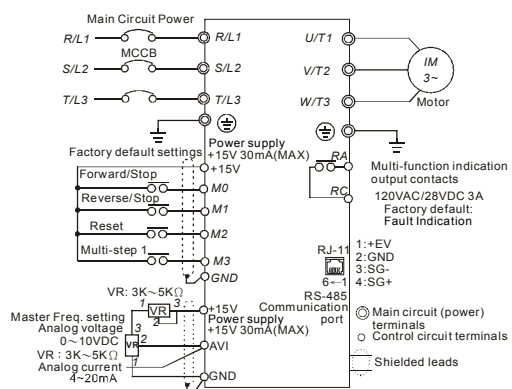 Main Circuit Power
R/L1
R/L1
MCCB
S/L2
S/L2
T/L3
T/L3
U/T1
V/T2
W/T3
IM
3~
Motor
Factory default settings
Power supply
+15V 30mA(MAX)
+15V
Forward/Stop
M0
Reverse/Stop
M1
Reset
M2
Multi-step 1
M3
GND
RA
RC
Multi-function indication
output contacts
120VAC/28VDC 3A
Factory default:
Fault Indication
RJ-11
6←1
1:+EV
2:GND
3:SG-
4:SG+
RS-485
Communication
port
VR: 3K~5KΩ
1
3
VR
2
+15V
Power supply
+15V 30mA(MAX)
Master Freq. setting
Analog voltage
0~10VDC
VR : 3K~5KΩ
Analog current
4~20mA
3
VR
2
1
AVI
GND
Main circuit (power)
terminals
Control circuit terminals
Shielded leads